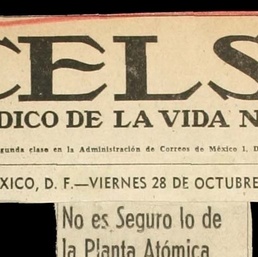 CELS
DICO DE LA VIDA N
gunda clase en la Administración de Correos de México 1, D
XICO, D. F.—VIERNES 28 DE OCTUBRE
No es Seguro lo de
la Planta Atómica